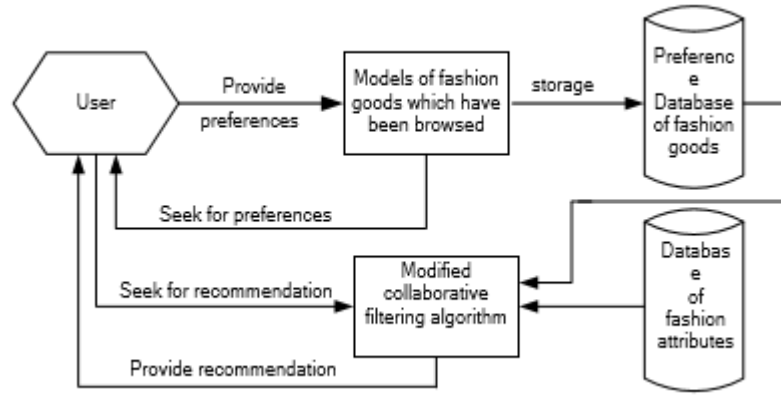 User
Provide
preferences
Models of fashion
goods which have
been browsed
storage
Preferenc
e
Database
of fashion
goods
Seek for preferences
Seek for recommendation
Modified
collaborative
filtering algorithm
Databas
e
of
fashion
attributes
Provide recommendation